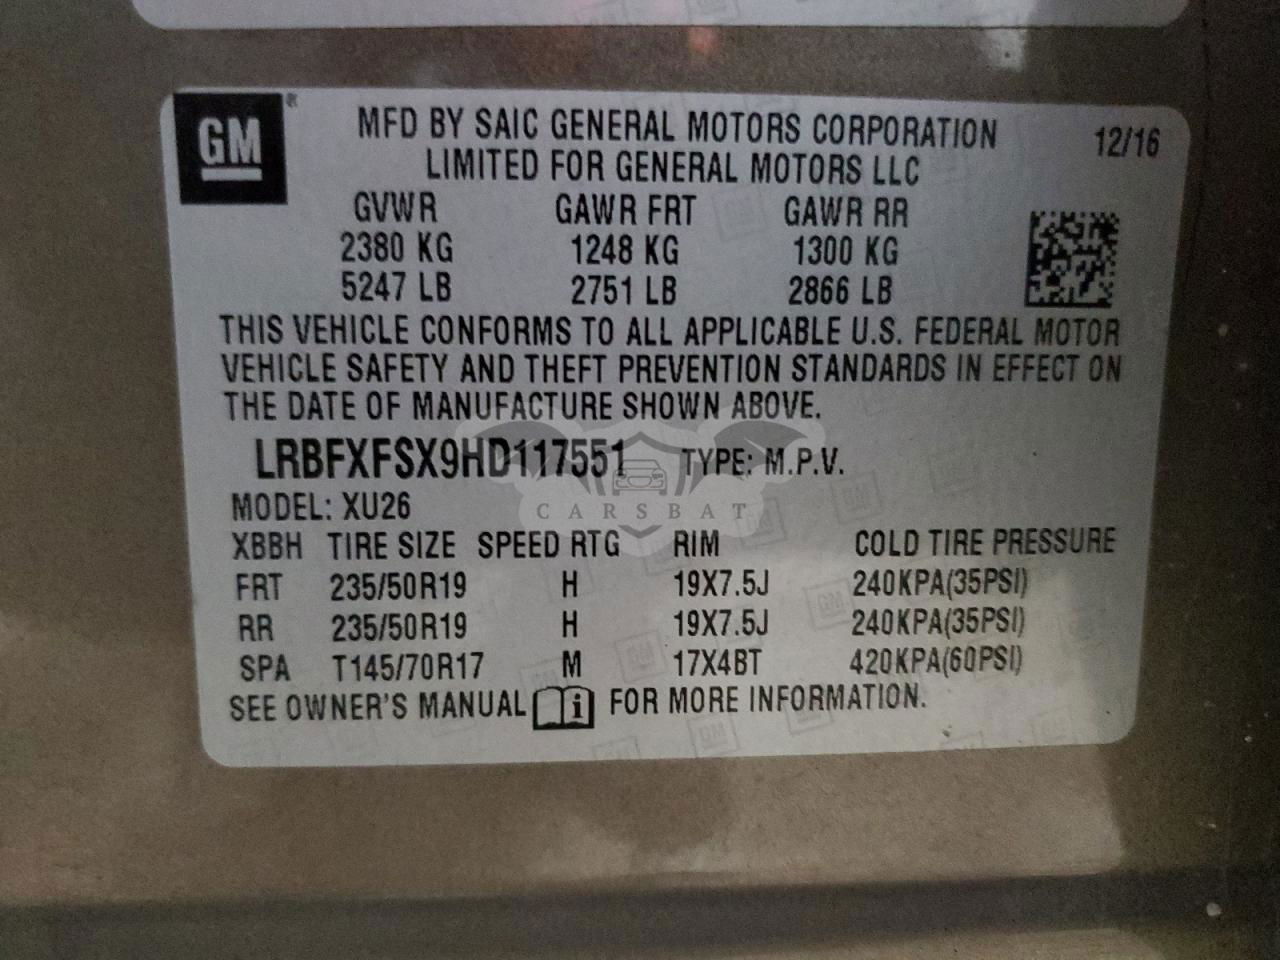 GM ®
MFD BY SAIC GENERAL MOTORS CORPORATION
LIMITED FOR GENERAL MOTORS LLC
12/16
GVWR GAWR FRT GAWR RR
2380 KG 1248 KG 1300 KG
5247 LB 2751 LB 2866 LB
THIS VEHICLE CONFORMS TO ALL APPLICABLE U.S. FEDERAL MOTOR
VEHICLE SAFETY AND THEFT PREVENTION STANDARDS IN EFFECT ON
THE DATE OF MANUFACTURE SHOWN ABOVE.
LRBFXFSX9HD117551 TYPE: M.P.V.
CARSBAT
MODEL: XU26
XBBH TIRE SIZE SPEED RTG RIM COLD TIRE PRESSURE
FRT 235/50R19 H 19X7.5J 240KPA(35PSI)
RR 235/50R19 H 19X7.5J 240KPA(35PSI)
SPA T145/70R17 M 17X4BT 420KPA(60PSI)
SEE OWNER'S MANUAL i FOR MORE INFORMATION.